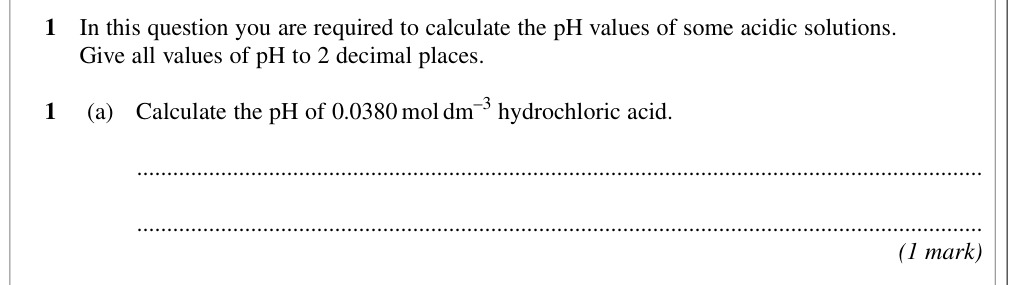 1 In this question you are required to calculate the pH values of some acidic solutions.
Give all values of pH to 2 decimal places.
1 (a) Calculate the pH of 0.0380 mol dm⁻³ hydrochloric acid.
(1 mark)